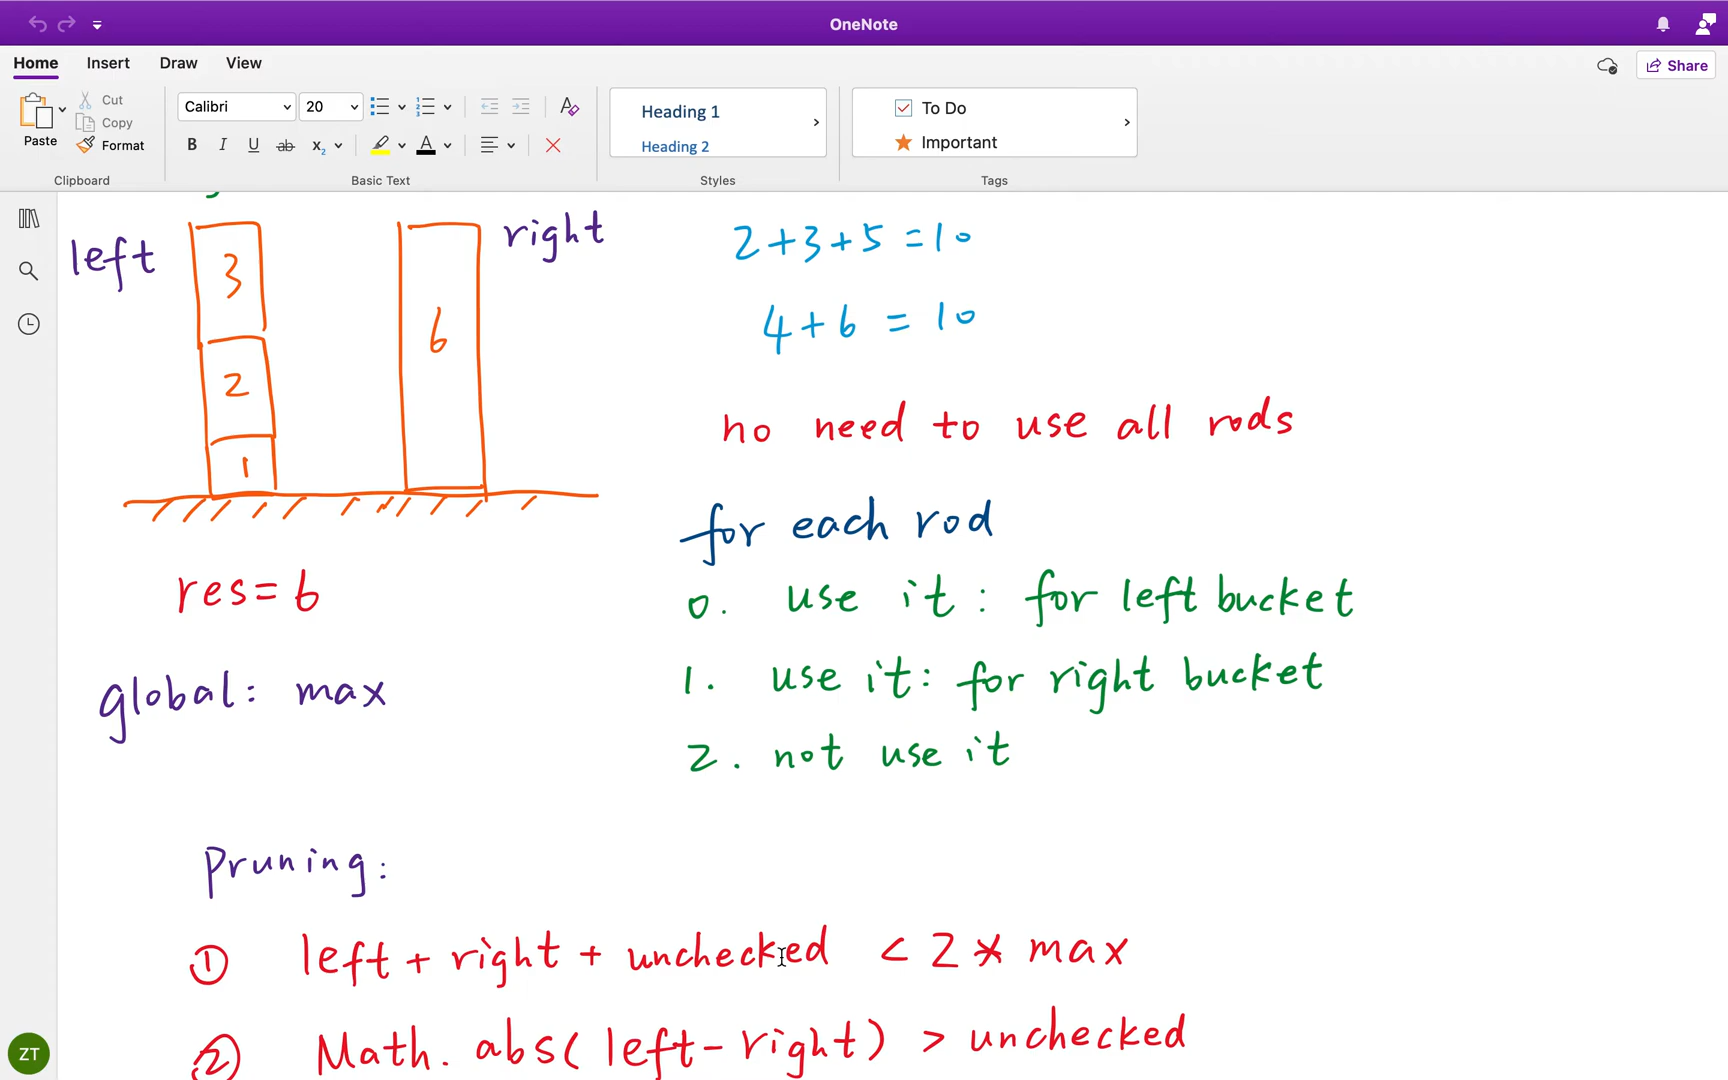 OneNote
Home Insert Draw View
Share
Paste
Cut
Copy
Format
Calibri 20
B I U ab x2 A A
Heading 1
Heading 2
To Do
Important
Clipboard Basic Text Styles Tags
left 3 right
2
1
6
2+3+5 =10
4+6 = 10
no need to use all rods
for each rod
res= 6
0. use it: for left bucket
global: max
1. use it: for right bucket
2. not use it
Pruning:
① left + right + unchecked < 2 * max
② Math. abs( left - right) > unchecked
ZT